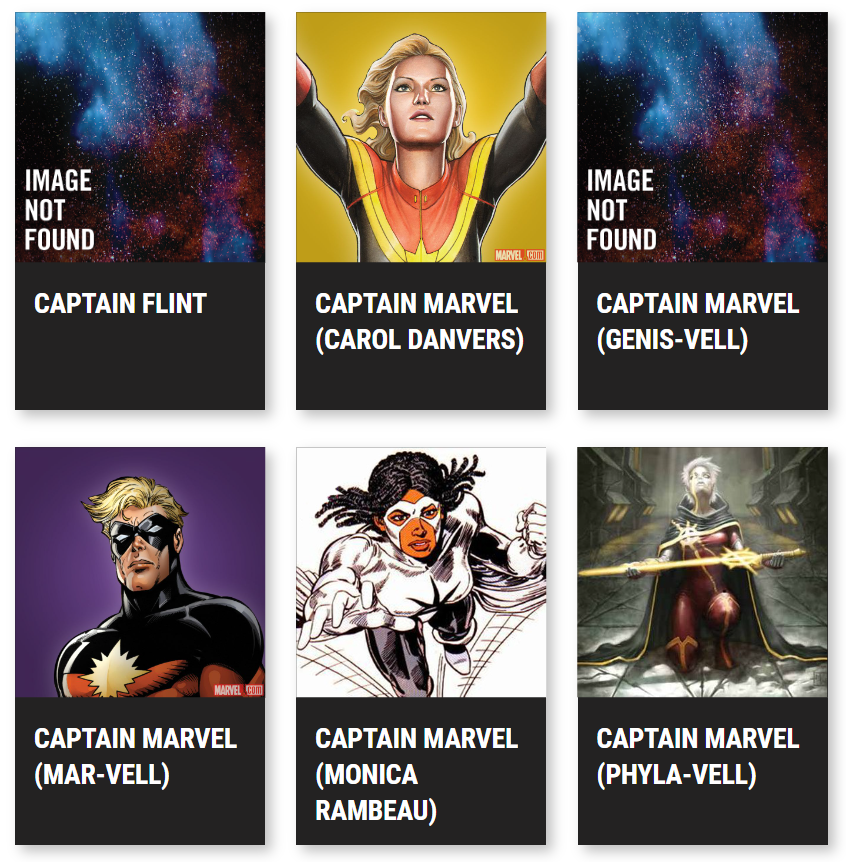 IMAGE
NOT
FOUND
CAPTAIN FLINT
MARVEL.COM
CAPTAIN MARVEL
(CAROL DANVERS)
IMAGE
NOT
FOUND
CAPTAIN MARVEL
(GENIS-VELL)
MARVEL.COM
CAPTAIN MARVEL
(MAR-VELL)
CAPTAIN MARVEL
(MONICA
RAMBEAU)
CAPTAIN MARVEL
(PHYLA-VELL)